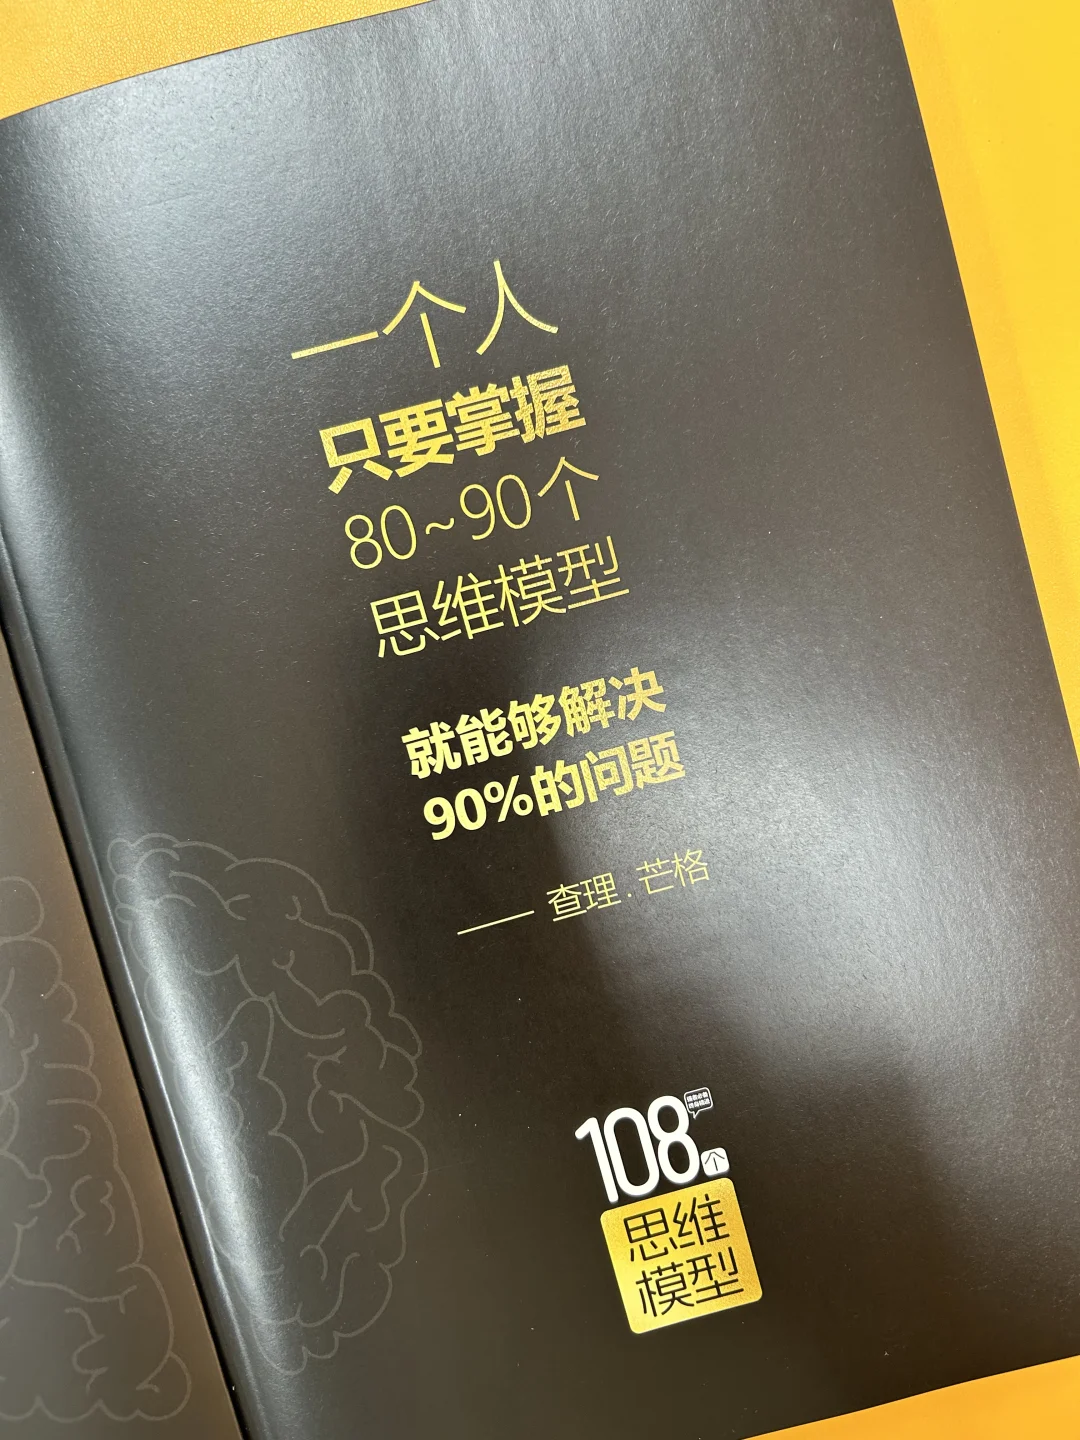 一个人
只要掌握
80~90个
思维模型
就能够解决
90%的问题
—— 查理.芒格
108个
思维
模型